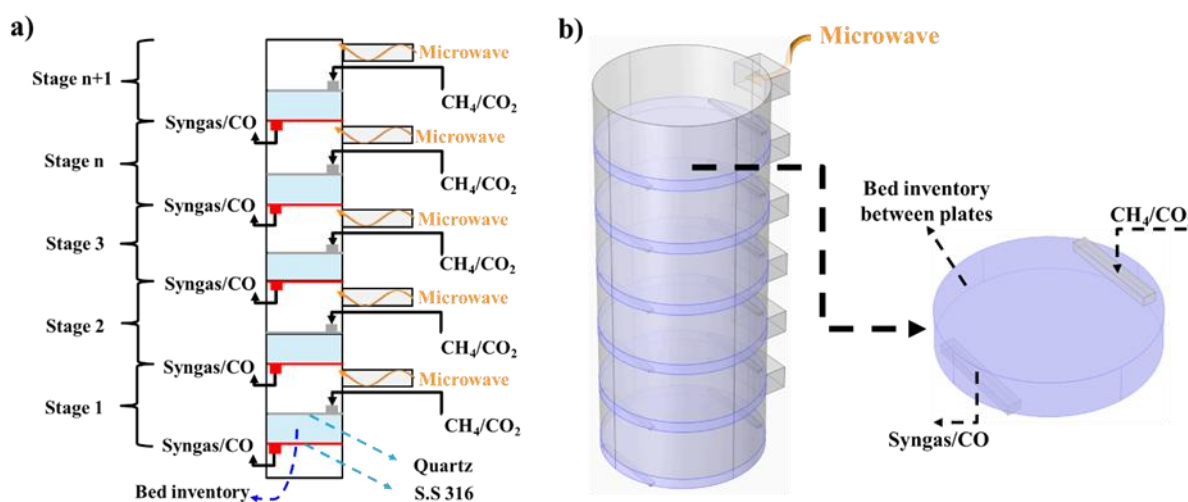 a)
Stage n+1
Microwave
CH₄/CO₂
Syngas/CO
Microwave
Stage n
CH₄/CO₂
Syngas/CO
Microwave
Stage 3
CH₄/CO₂
Syngas/CO
Microwave
Stage 2
CH₄/CO₂
Syngas/CO
Microwave
Stage 1
CH₄/CO₂
Syngas/CO
Quartz
Bed inventory
S.S 316
b)
Microwave
Bed inventory
between plates
CH₄/CO
Syngas/CO